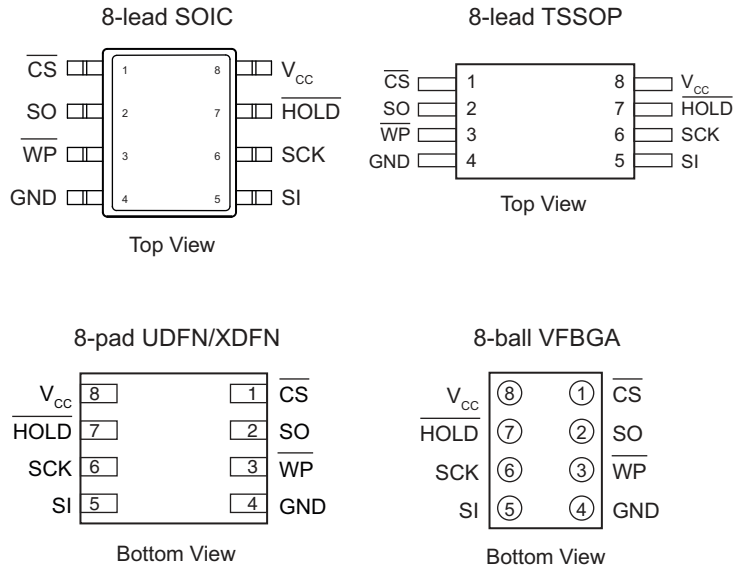 8-lead SOIC
CS 1 8 VCC
SO 2 7 HOLD
WP 3 6 SCK
GND 4 5 SI
Top View
8-lead TSSOP
CS 1 8 VCC
SO 2 7 HOLD
WP 3 6 SCK
GND 4 5 SI
Top View
8-pad UDFN/XDFN
VCC 8 1 CS
HOLD 7 2 SO
SCK 6 3 WP
SI 5 4 GND
Bottom View
8-ball VFBGA
VCC 8 1 CS
HOLD 7 2 SO
SCK 6 3 WP
SI 5 4 GND
Bottom View